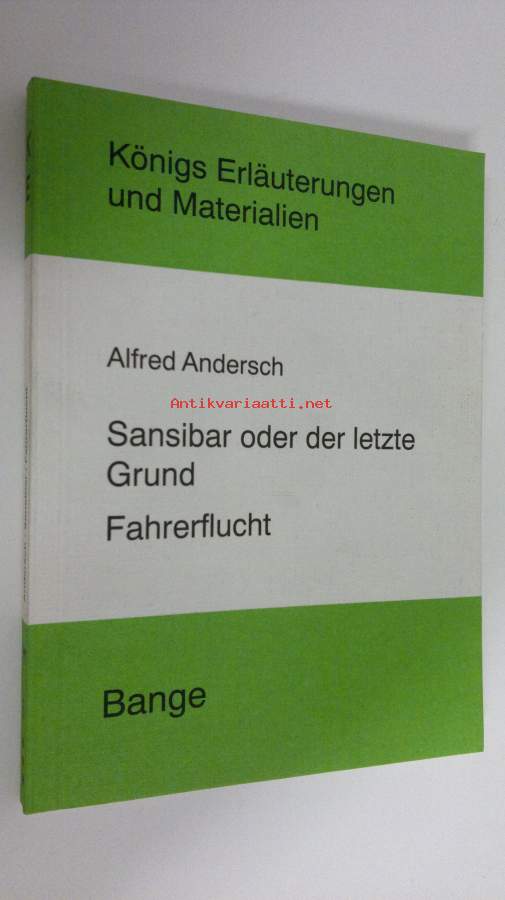 Königs Erläuterungen
und Materialien
Alfred Andersch
Antikvariaatti.net
Sansibar oder der letzte
Grund
Fahrerflucht
Bange